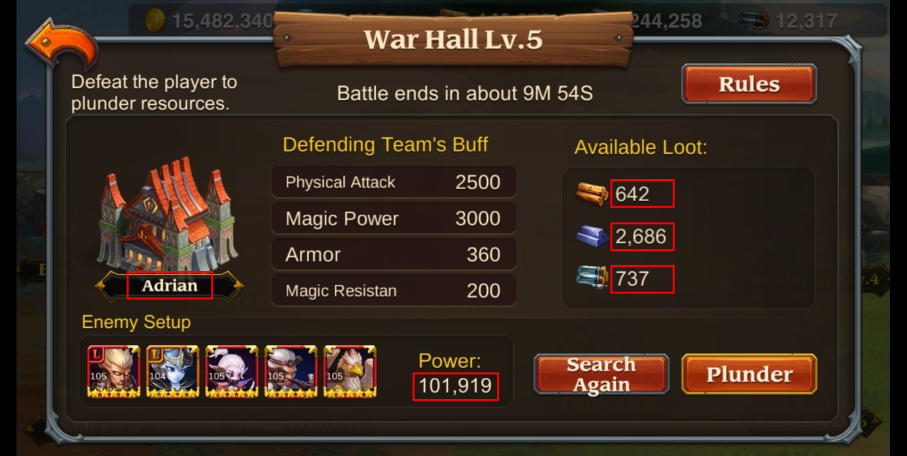 15,482,340
244,258
12,317
War Hall Lv.5
Defeat the player to
plunder resources.
Battle ends in about 9M 54S
Rules
Defending Team's Buff
Available Loot:
Physical Attack 2500
642
Magic Power 3000
2,686
Armor 360
737
Adrian
Magic Resistan 200
Enemy Setup
L
L
105
104
105
105
105
Power:
101,919
Search
Again
Plunder